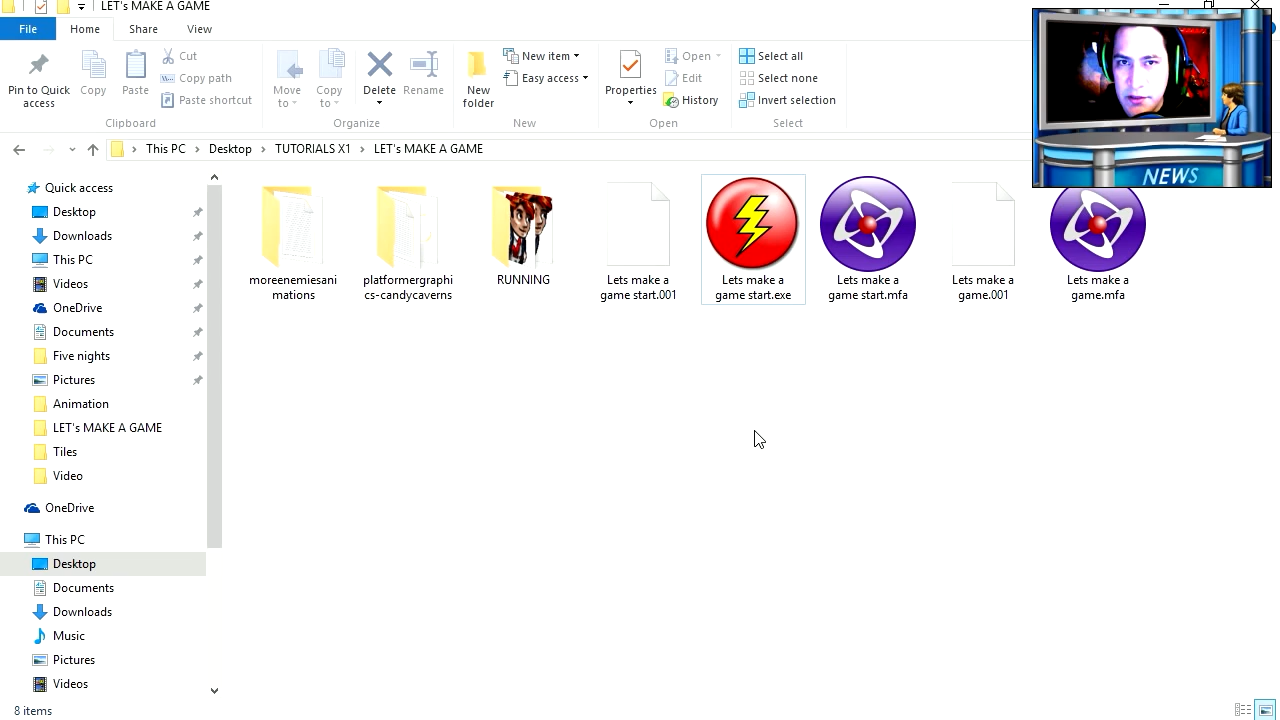 LET's MAKE A GAME
File
Home
Share
View
Pin to Quick
access
Copy
Paste
Cut
Copy path
Paste shortcut
Clipboard
Move
to
Copy
to
Delete
Rename
Organize
New
folder
New item
Easy access
New
Properties
Open
Edit
History
Open
Select all
Select none
Invert selection
Select
NEWS
This PC
Desktop
TUTORIALS X1
LET's MAKE A GAME
Quick access
Desktop
Downloads
This PC
Videos
OneDrive
Documents
Five nights
Pictures
Animation
LET's MAKE A GAME
Tiles
Video
OneDrive
This PC
Desktop
Documents
Downloads
Music
Pictures
Videos
moreenemiesani
mations
platformergraphi
cs-candycaverns
RUNNING
Lets make a
game start.001
Lets make a
game start.exe
Lets make a
game start.mfa
Lets make a
game.001
Lets make a
game.mfa
8 items